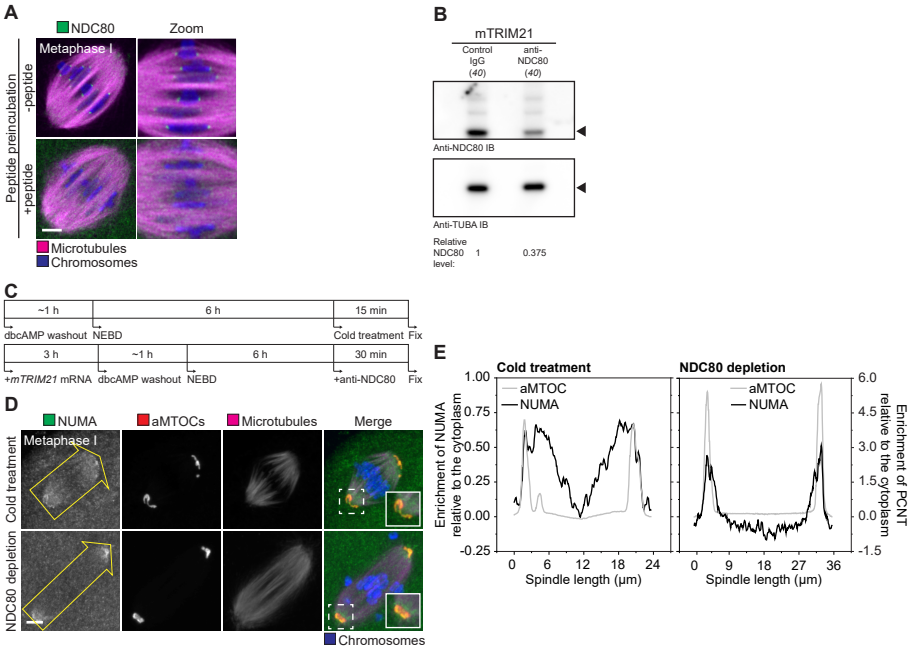 A
NDC80
Zoom
Metaphase I
Peptide preincubation
-peptide
+peptide
Microtubules
Chromosomes
B
mTRIM21
Control IgG (40)
anti-NDC80 (40)
Anti-NDC80 IB
Anti-TUBA IB
Relative NDC80 level:
1
0.375
C
~1 h
6 h
15 min
dbcAMP washout
NEBD
Cold treatment
Fix
3 h
~1 h
6 h
30 min
+mTRIM21 mRNA
dbcAMP washout
NEBD
+anti-NDC80
Fix
D
NUMA
aMTOCs
Microtubules
Merge
Metaphase I
Cold treatment
NDC80 depletion
Chromosomes
E
Cold treatment
NDC80 depletion
aMTOC
NUMA
aMTOC
NUMA
Enrichment of NUMA
relative to the cytoplasm
1.00
0.75
0.50
0.25
0.00
-0.25
0 6 12 18 24
Spindle length (µm)
0 9 18 27 36
Spindle length (µm)
6.0
4.5
3.0
1.5
0.0
-1.5
Enrichment of PCNT
relative to the cytoplasm